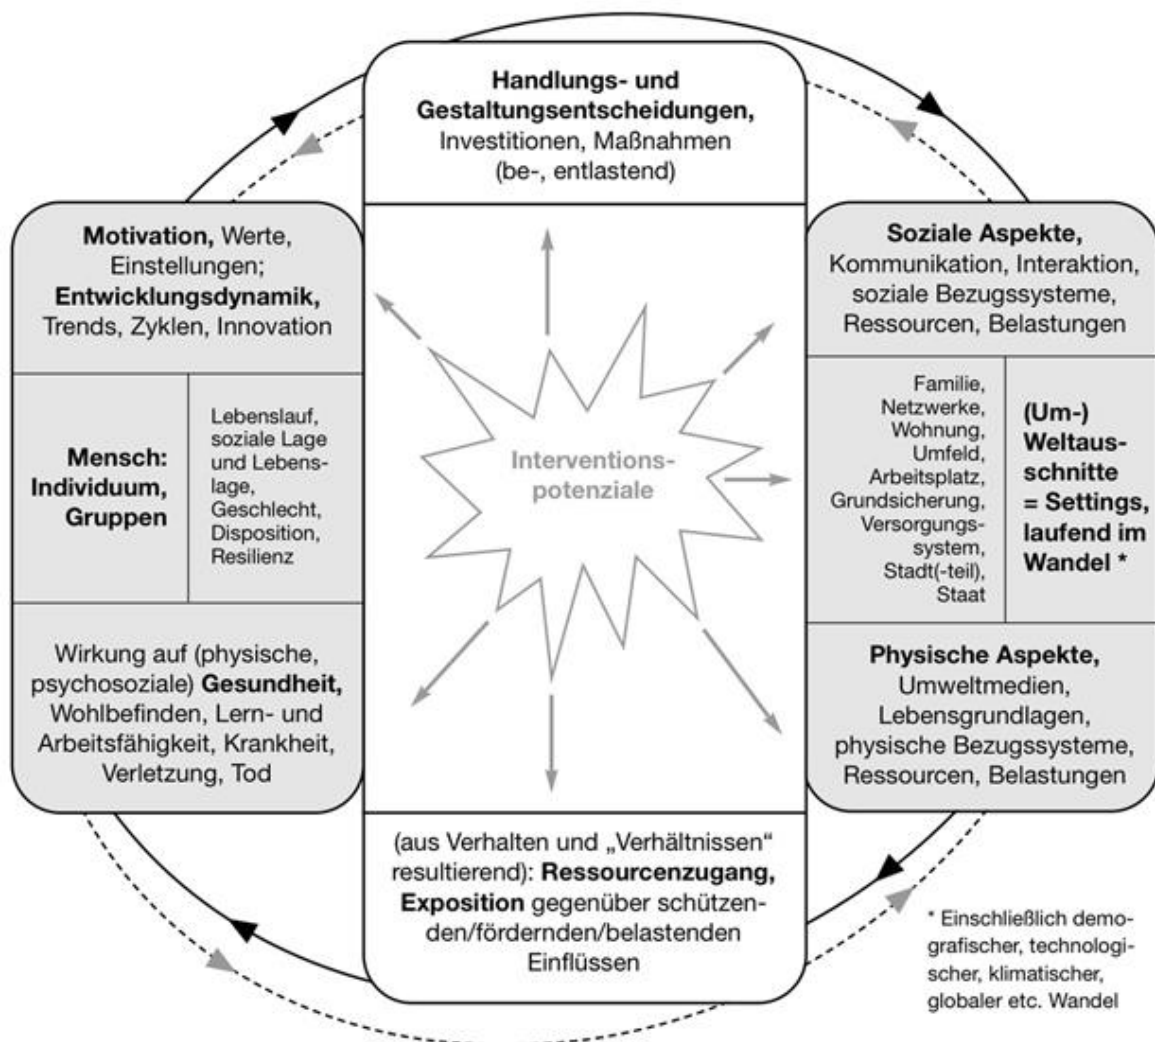 Handlungs- und
Gestaltungsentscheidungen,
Investitionen, Maßnahmen
(be-, entlastend)
Motivation, Werte,
Einstellungen;
Entwicklungsdynamik,
Trends, Zyklen, Innovation
Mensch:
Individuum,
Gruppen
Lebenslauf,
soziale Lage
und Lebens-
lage,
Geschlecht,
Disposition,
Resilienz
Wirkung auf (physische,
psychosoziale) Gesundheit,
Wohlbefinden, Lern- und
Arbeitsfähigkeit, Krankheit,
Verletzung, Tod
Interventions-
potenziale
Soziale Aspekte,
Kommunikation, Interaktion,
soziale Bezugssysteme,
Ressourcen, Belastungen
Familie,
Netzwerke,
Wohnung,
Umfeld,
Arbeitsplatz,
Grundsicherung,
Versorgungs-
system,
Stadt(-teil),
Staat
(Um-)
Weltaus-
schnitte
= Settings,
laufend im
Wandel *
Physische Aspekte,
Umweltmedien,
Lebensgrundlagen,
physische Bezugssysteme,
Ressourcen, Belastungen
(aus Verhalten und „Verhältnissen“
resultierend): Ressourcenzugang,
Exposition gegenüber schützen-
den/fördernden/belastenden
Einflüssen
* Einschließlich demo-
grafischer, technologi-
scher, klimatischer,
globaler etc. Wandel